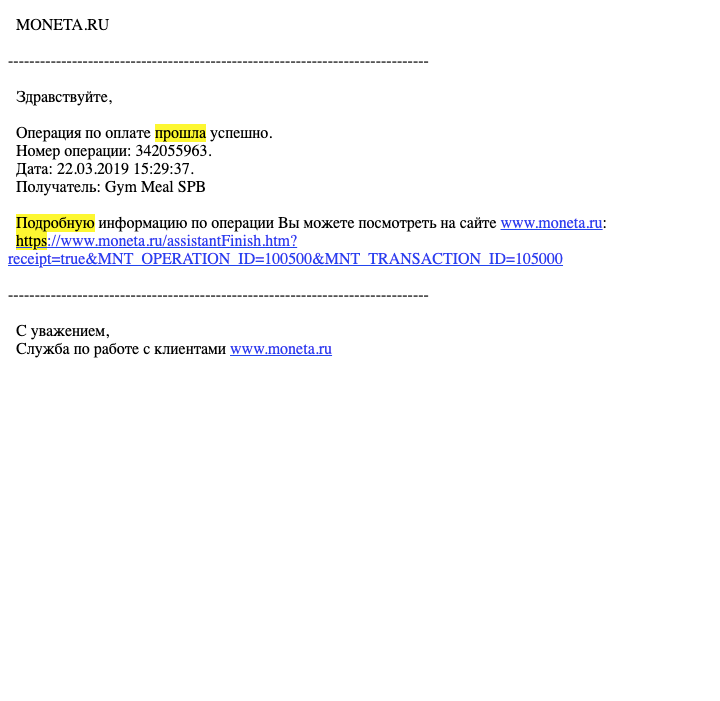 MONETA.RU
--------------------------------------------------------------------------------
Здравствуйте,
Операция по оплате прошла успешно.
Номер операции: 342055963.
Дата: 22.03.2019 15:29:37.
Получатель: Gym Meal SPB
Подробную информацию по операции Вы можете посмотреть на сайте www.moneta.ru:
https://www.moneta.ru/assistantFinish.htm?
receipt=true&MNT_OPERATION_ID=100500&MNT_TRANSACTION_ID=105000
--------------------------------------------------------------------------------
С уважением,
Служба по работе с клиентами www.moneta.ru